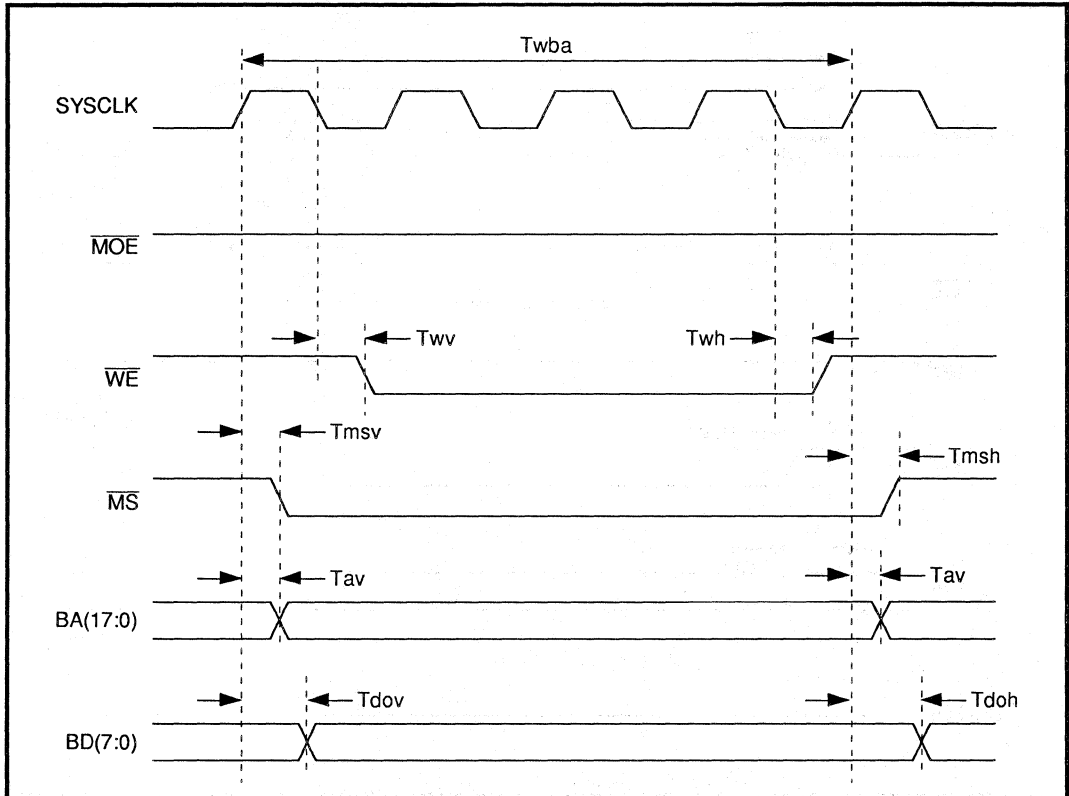 Twba
SYSCLK
MOE
Twv
Twh
WE
Tmsv
Tmsh
MS
Tav
Tav
BA(17:0)
Tdov
Tdoh
BD(7:0)